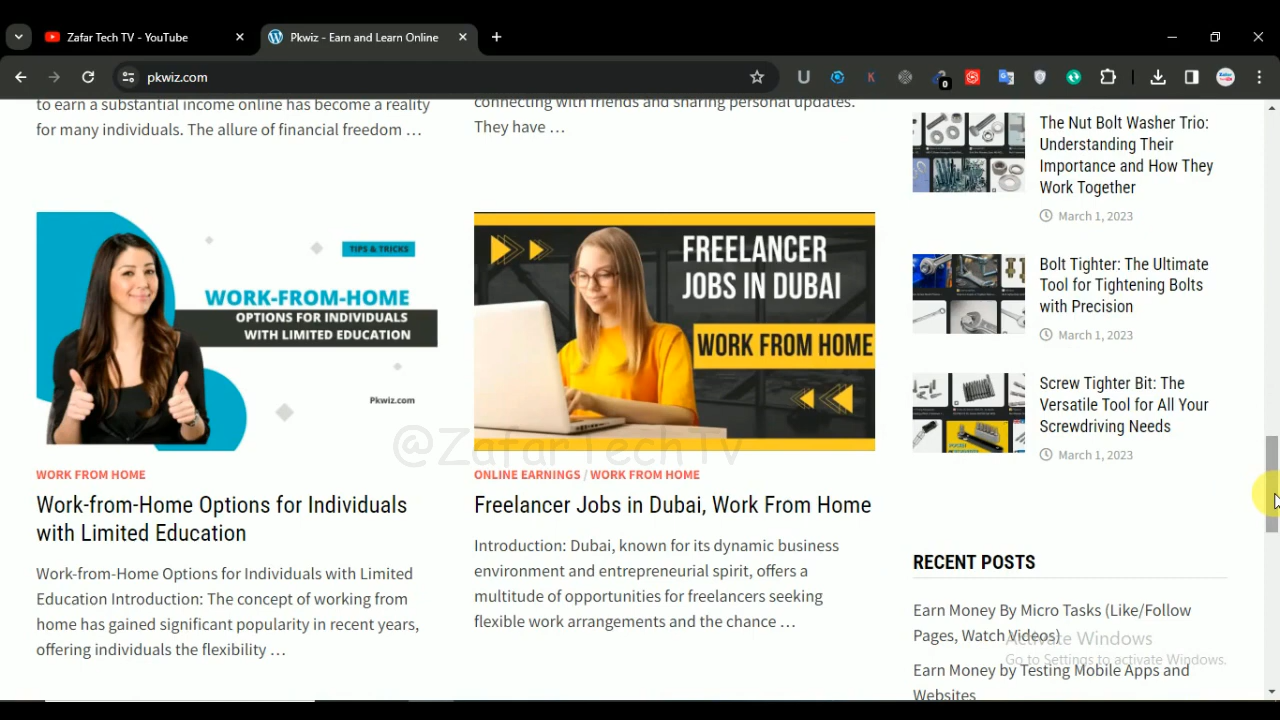 Zafar Tech TV - YouTube
Pkwiz - Earn and Learn Online
pkwiz.com
U
K
0
to earn a substantial income online has become a reality
for many individuals. The allure of financial freedom …
connecting with friends and sharing personal updates.
They have …
TIPS & TRICKS
WORK-FROM-HOME
OPTIONS FOR INDIVIDUALS
WITH LIMITED EDUCATION
Pkwiz.com
WORK FROM HOME
Work-from-Home Options for Individuals
with Limited Education
Work-from-Home Options for Individuals with Limited
Education Introduction: The concept of working from
home has gained significant popularity in recent years,
offering individuals the flexibility …
FREELANCER
JOBS IN DUBAI
WORK FROM HOME
@ZafarTechTv
ONLINE EARNINGS / WORK FROM HOME
Freelancer Jobs in Dubai, Work From Home
Introduction: Dubai, known for its dynamic business
environment and entrepreneurial spirit, offers a
multitude of opportunities for freelancers seeking
flexible work arrangements and the chance …
The Nut Bolt Washer Trio:
Understanding Their
Importance and How They
Work Together
March 1, 2023
Bolt Tighter: The Ultimate
Tool for Tightening Bolts
with Precision
March 1, 2023
Screw Tighter Bit: The
Versatile Tool for All Your
Screwdriving Needs
March 1, 2023
RECENT POSTS
Earn Money By Micro Tasks (Like/Follow
Pages, Watch Videos)
Earn Money by Testing Mobile Apps and
Websites
Activate Windows
Go to Settings to activate Windows.